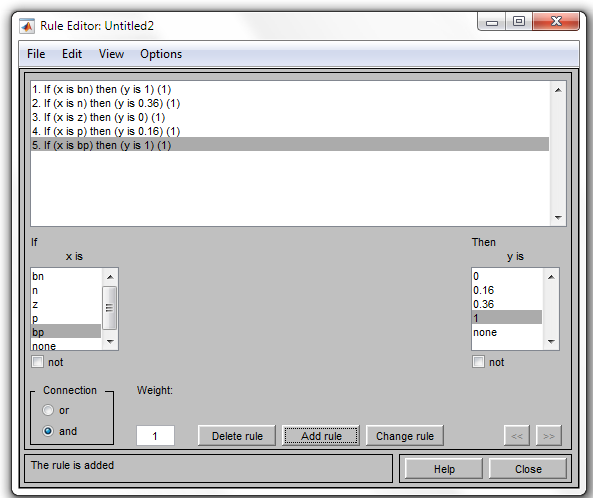 Rule Editor: Untitled2
File Edit View Options
1. If (x is bn) then (y is 1) (1)
2. If (x is n) then (y is 0.36) (1)
3. If (x is z) then (y is 0) (1)
4. If (x is p) then (y is 0.16) (1)
5. If (x is bp) then (y is 1) (1)
If
x is
bn
n
z
p
bp
none
not
Then
y is
0
0.16
0.36
1
none
not
Connection
or
and
Weight:
1
Delete rule
Add rule
Change rule
<<
>>
The rule is added
Help
Close